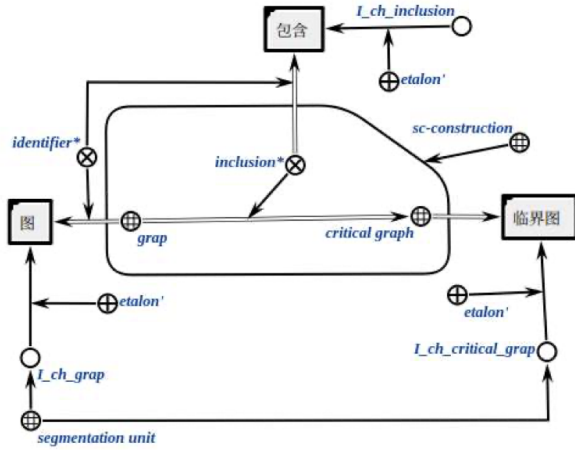 I_ch_inclusion
包含
etalon'
sc-construction
identifier*
inclusion*
图
grap
critical graph
临界图
etalon'
etalon'
I_ch_grap
I_ch_critical_grap
segmentation unit